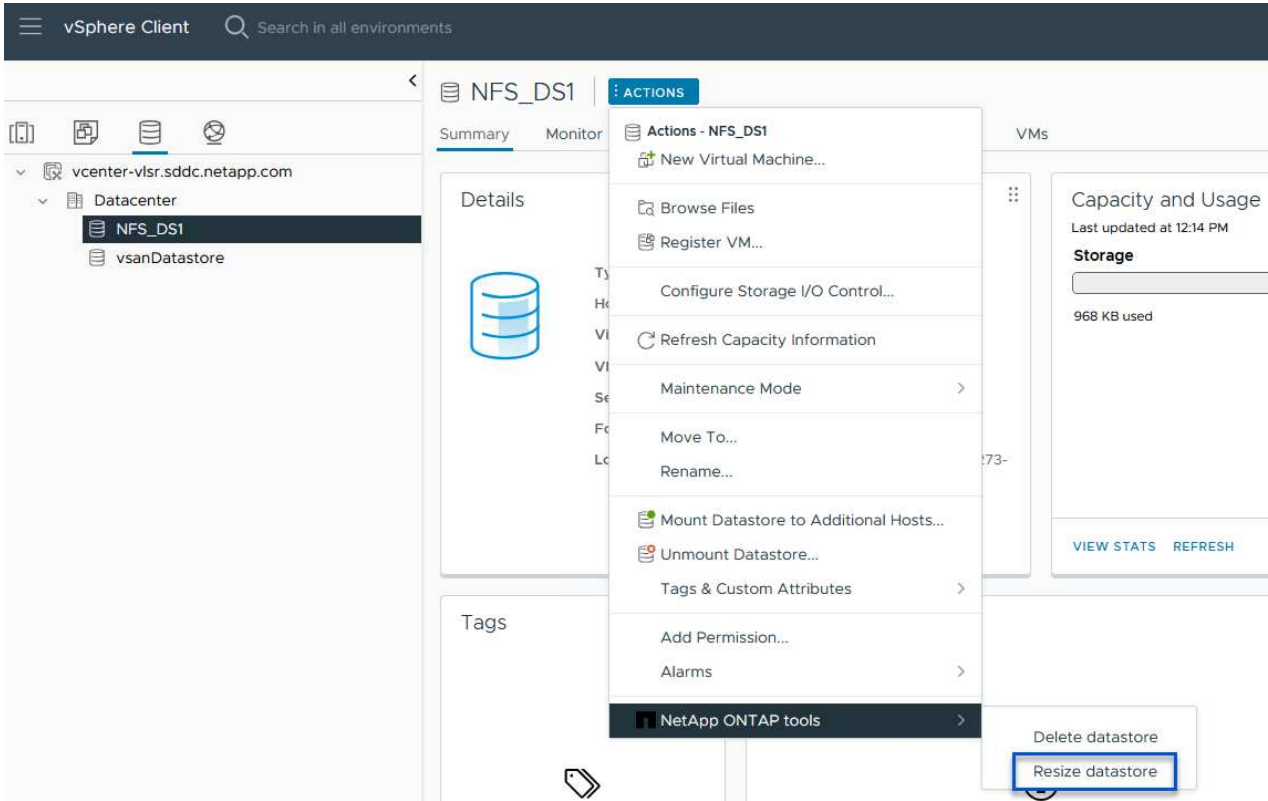 vSphere Client
Search in all environments
NFS_DS1
ACTIONS
Summary
Monitor
VMs
vcenter-vlsr.sddc.netapp.com
Datacenter
NFS_DS1
vsanDatastore
Actions - NFS_DS1
New Virtual Machine...
Browse Files
Register VM...
Configure Storage I/O Control...
Refresh Capacity Information
Maintenance Mode
Move To...
Rename...
Mount Datastore to Additional Hosts...
Unmount Datastore...
Tags & Custom Attributes
Add Permission...
Alarms
NetApp ONTAP tools
Delete datastore
Resize datastore
Details
273-
Capacity and Usage
Last updated at 12:14 PM
Storage
968 KB used
VIEW STATS
REFRESH
Tags